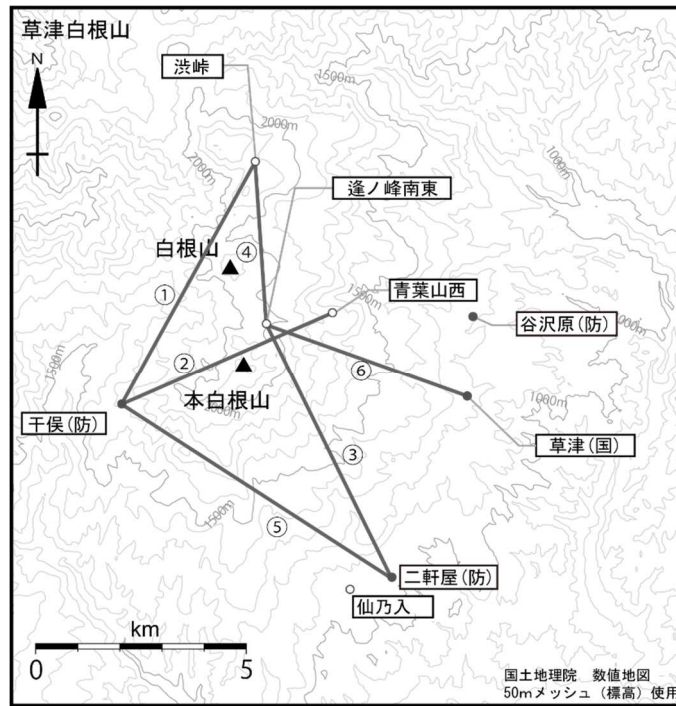 草津白根山
N
渋峠
1500m
2000m
2000m
1000m
逢ノ峰南東
白根山
④
①
青葉山西
1500m
谷沢原(防)
1500m
②
⑥
本白根山
2000m
1000m
干俣(防)
草津(国)
③
1500m
⑤
二軒屋(防)
仙乃入
km
0 5
国土地理院 数値地図
50mメッシュ(標高)使用